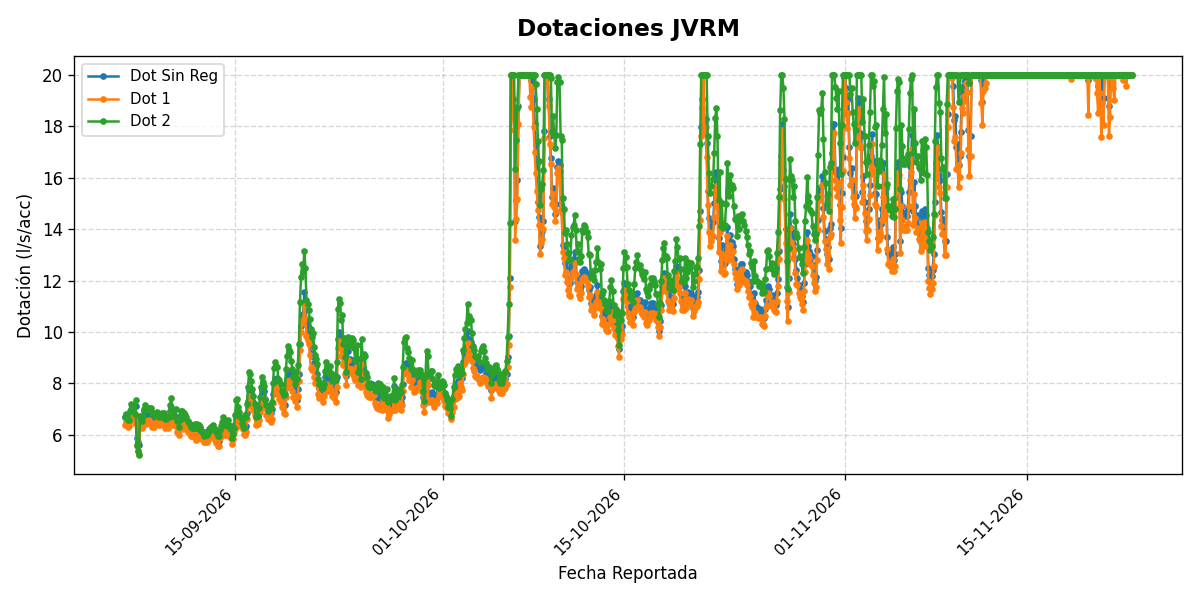 Dotaciones JVRM
Dot Sin Reg
Dot 1
Dot 2
Dotación (l/s/acc)
20
18
16
14
12
10
8
6
15-09-2026
01-10-2026
15-10-2026
01-11-2026
15-11-2026
Fecha Reportada